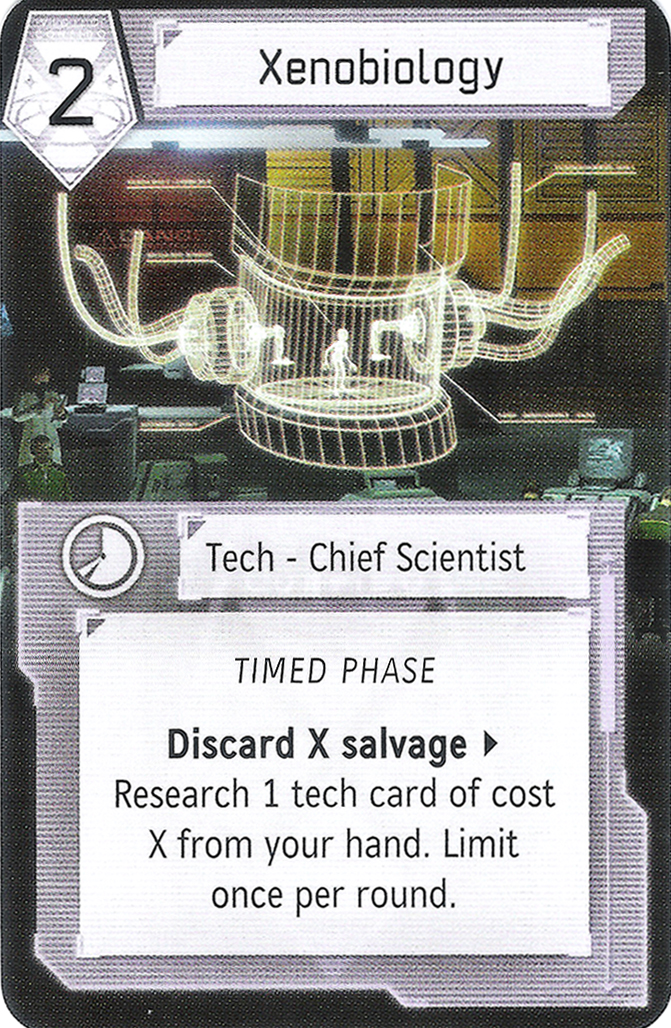 2
Xenobiology
Tech - Chief Scientist
TIMED PHASE
Discard X salvage ▶
Research 1 tech card of cost
X from your hand. Limit
once per round.